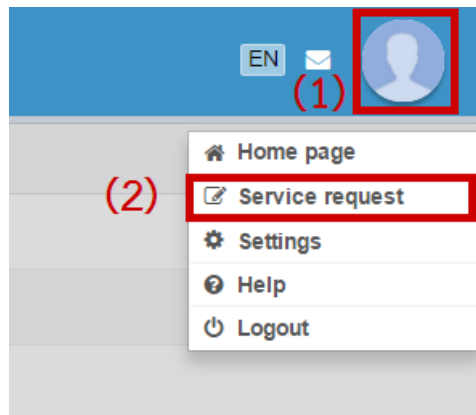 EN
(1)
Home page
(2) Service request
Settings
Help
Logout